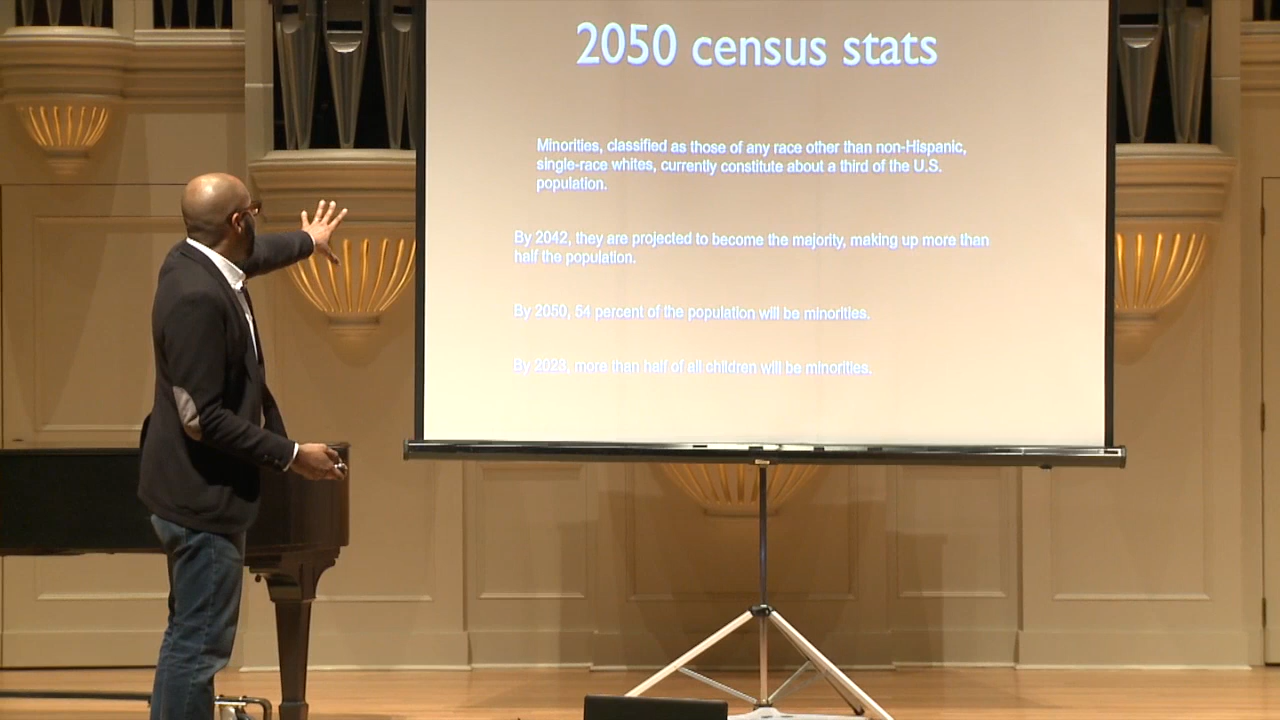 2050 census stats
Minorities, classified as those of any race other than non-Hispanic,
single-race whites, currently constitute about a third of the U.S.
population.
By 2042, they are projected to become the majority, making up more than
half the population.
By 2050, 54 percent of the population will be minorities.
By 2023, more than half of all children will be minorities.